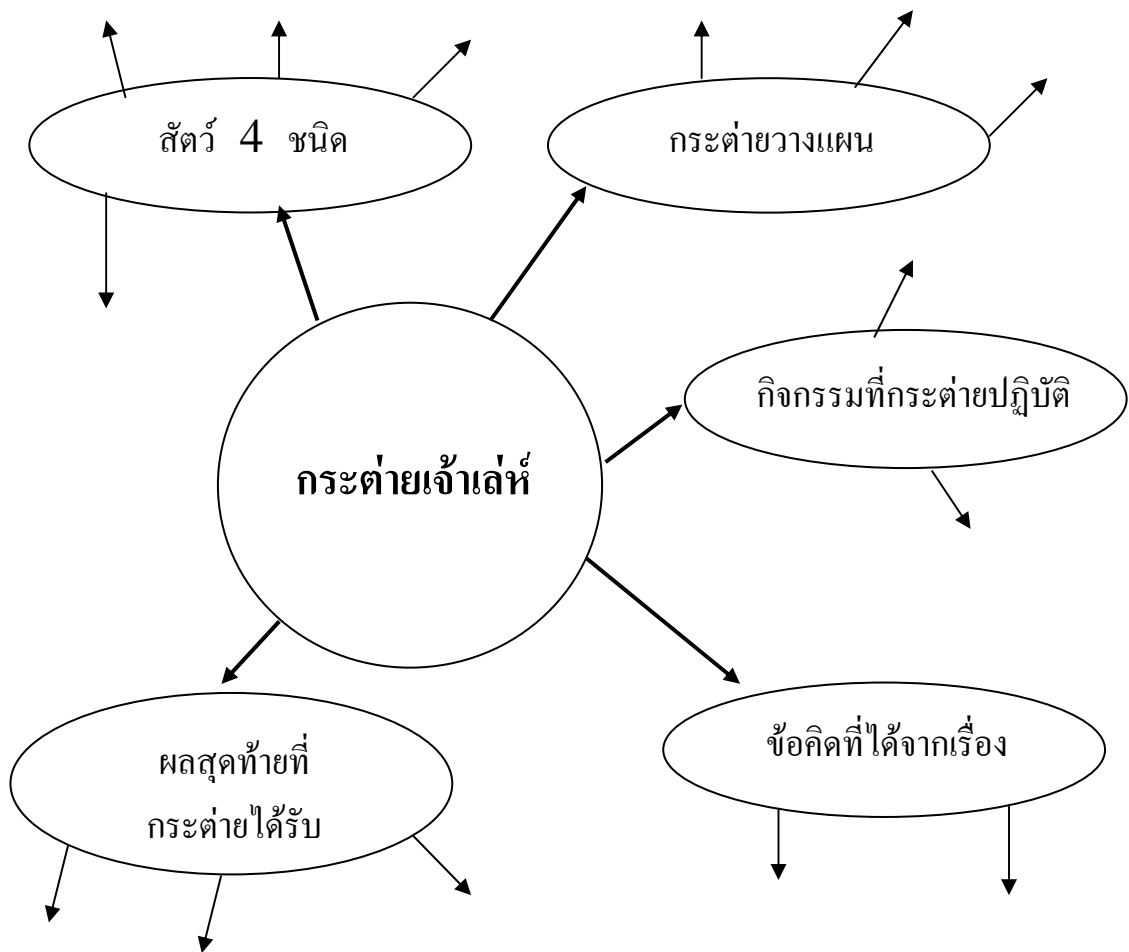 สัตว์ 4 ชนิด
กระต่ายวางแผน
กิจกรรมที่กระต่ายปฏิบัติ
กระต่ายเจ้าเล่ห์
ผลสุดท้ายที่
กระต่ายได้รับ
ข้อคิดที่ได้จากเรื่อง